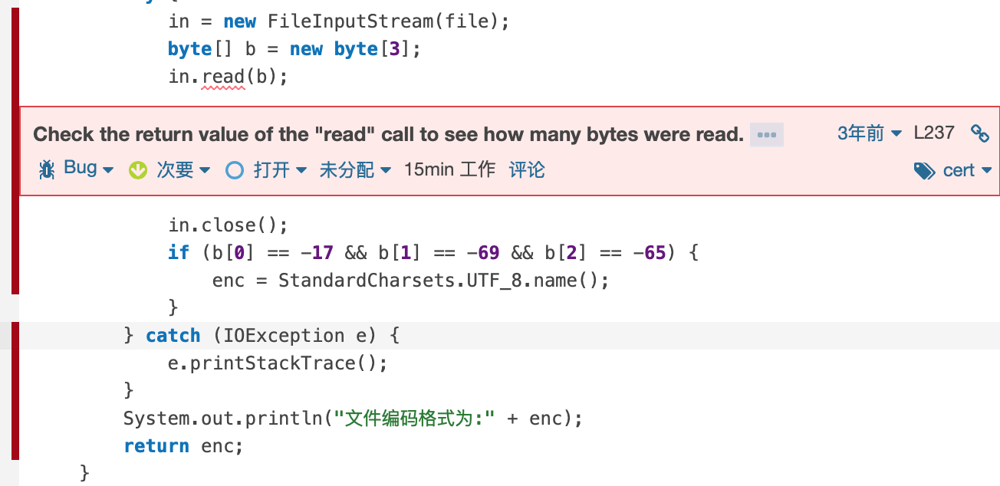 in = new FileInputStream(file);
byte[] b = new byte[3];
in.read(b);
Check the return value of the "read" call to see how many bytes were read. 3年前 L237
Bug 次要 打开 未分配 15min 工作 评论 cert
in.close();
if (b[0] == -17 && b[1] == -69 && b[2] == -65) {
enc = StandardCharsets.UTF_8.name();
}
} catch (IOException e) {
e.printStackTrace();
}
System.out.println("文件编码格式为:" + enc);
return enc;
}